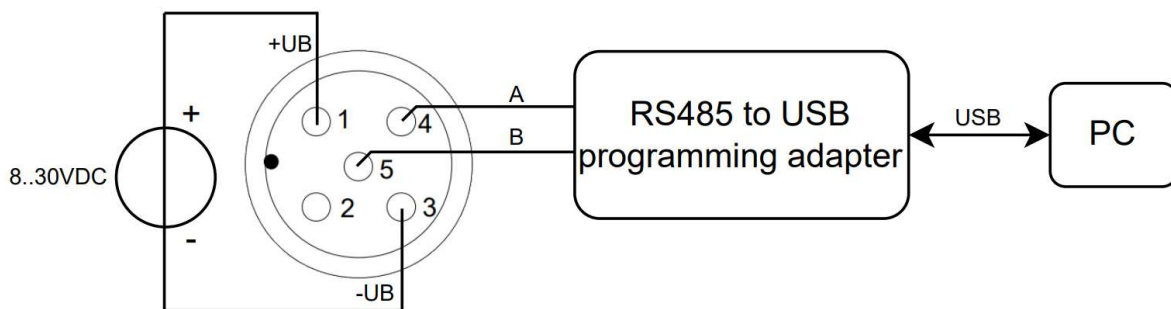 +UB
+
8..30VDC
-
-UB
1
4
5
2
3
A
B
RS485 to USB
programming adapter
USB
PC